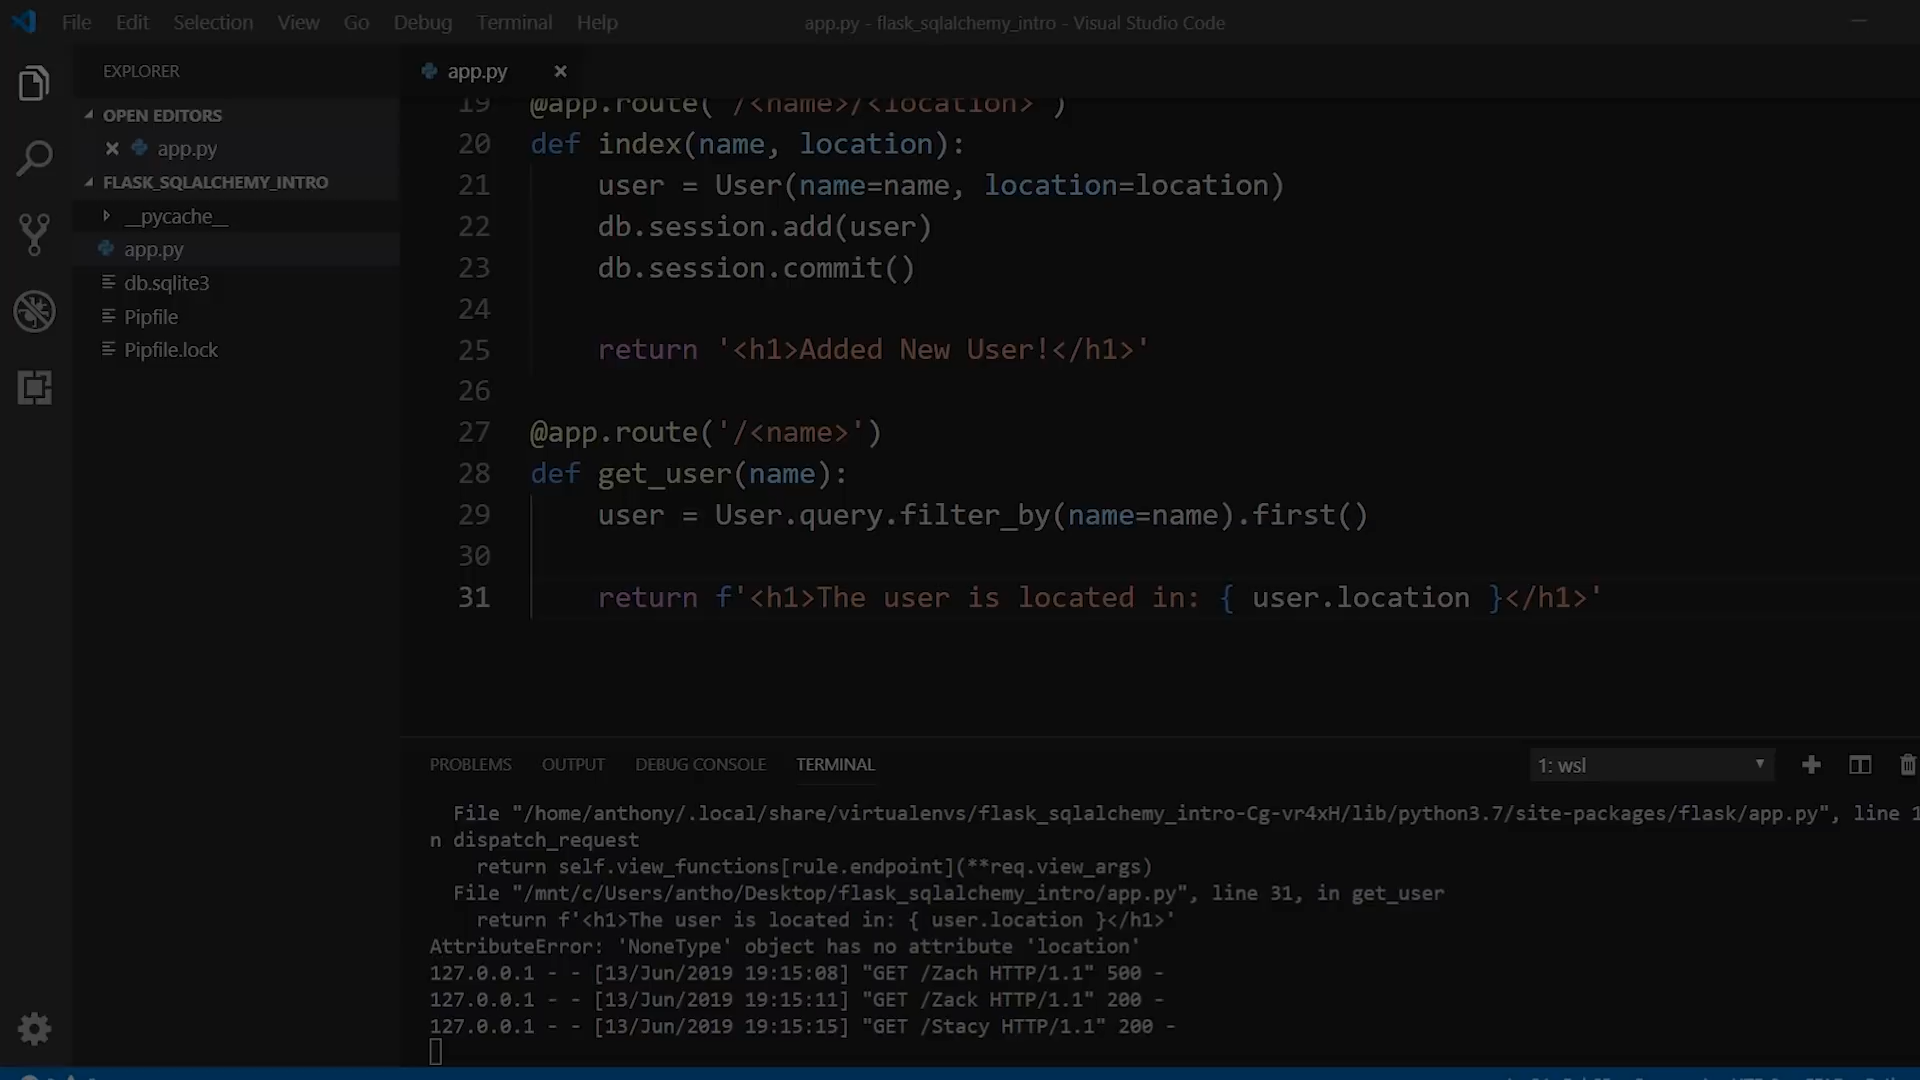 File Edit Selection View Go Debug Terminal Help app.py - flask_sqlalchemy_intro - Visual Studio Code
EXPLORER
OPEN EDITORS
app.py
FLASK_SQLALCHEMY_INTRO
__pycache__
app.py
db.sqlite3
Pipfile
Pipfile.lock
app.py
19 @app.route('/<name>/<location>')
20 def index(name, location):
21 user = User(name=name, location=location)
22 db.session.add(user)
23 db.session.commit()
24
25 return '<h1>Added New User!</h1>'
26
27 @app.route('/<name>')
28 def get_user(name):
29 user = User.query.filter_by(name=name).first()
30
31 return f'<h1>The user is located in: { user.location }</h1>'
PROBLEMS OUTPUT DEBUG CONSOLE TERMINAL 1: wsl
File "/home/anthony/.local/share/virtualenvs/flask_sqlalchemy_intro-Cg-vr4xH/lib/python3.7/site-packages/flask/app.py", line 1
n dispatch_request
return self.view_functions[rule.endpoint](**req.view_args)
File "/mnt/c/Users/antho/Desktop/flask_sqlalchemy_intro/app.py", line 31, in get_user
return f'<h1>The user is located in: { user.location }</h1>'
AttributeError: 'NoneType' object has no attribute 'location'
127.0.0.1 - - [13/Jun/2019 19:15:08] "GET /Zach HTTP/1.1" 500 -
127.0.0.1 - - [13/Jun/2019 19:15:11] "GET /Zack HTTP/1.1" 200 -
127.0.0.1 - - [13/Jun/2019 19:15:15] "GET /Stacy HTTP/1.1" 200 -